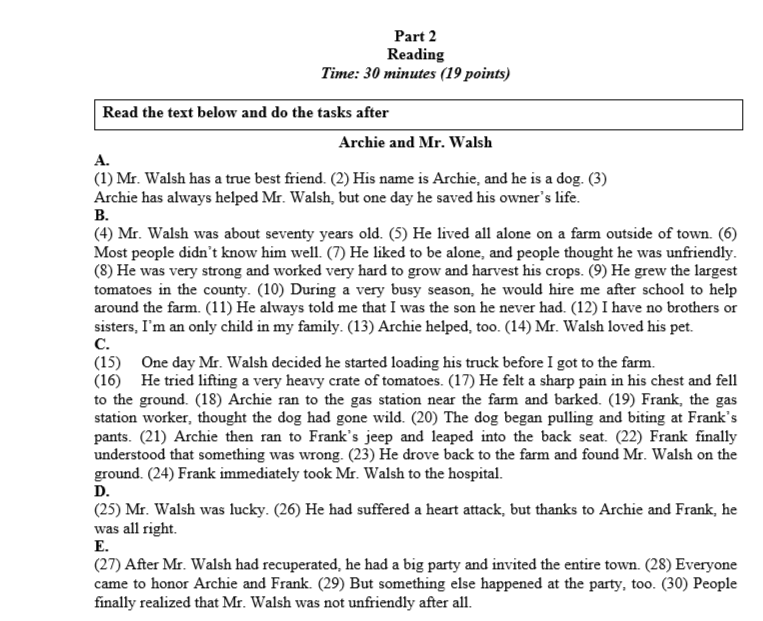 Part 2
Reading
Time: 30 minutes (19 points)
Read the text below and do the tasks after
Archie and Mr. Walsh
A.
(1) Mr. Walsh has a true best friend. (2) His name is Archie, and he is a dog. (3)
Archie has always helped Mr. Walsh, but one day he saved his owner's life.
B.
(4) Mr. Walsh was about seventy years old. (5) He lived all alone on a farm outside of town. (6)
Most people didn't know him well. (7) He liked to be alone, and people thought he was unfriendly.
(8) He was very strong and worked very hard to grow and harvest his crops. (9) He grew the largest
tomatoes in the county. (10) During a very busy season, he would hire me after school to help
around the farm. (11) He always told me that I was the son he never had. (12) I have no brothers or
sisters, I'm an only child in my family. (13) Archie helped, too. (14) Mr. Walsh loved his pet.
C.
(15) One day Mr. Walsh decided he started loading his truck before I got to the farm.
(16) He tried lifting a very heavy crate of tomatoes. (17) He felt a sharp pain in his chest and fell
to the ground. (18) Archie ran to the gas station near the farm and barked. (19) Frank, the gas
station worker, thought the dog had gone wild. (20) The dog began pulling and biting at Frank's
pants. (21) Archie then ran to Frank's jeep and leaped into the back seat. (22) Frank finally
understood that something was wrong. (23) He drove back to the farm and found Mr. Walsh on the
ground. (24) Frank immediately took Mr. Walsh to the hospital.
D.
(25) Mr. Walsh was lucky. (26) He had suffered a heart attack, but thanks to Archie and Frank, he
was all right.
E.
(27) After Mr. Walsh had recuperated, he had a big party and invited the entire town. (28) Everyone
came to honor Archie and Frank. (29) But something else happened at the party, too. (30) People
finally realized that Mr. Walsh was not unfriendly after all.